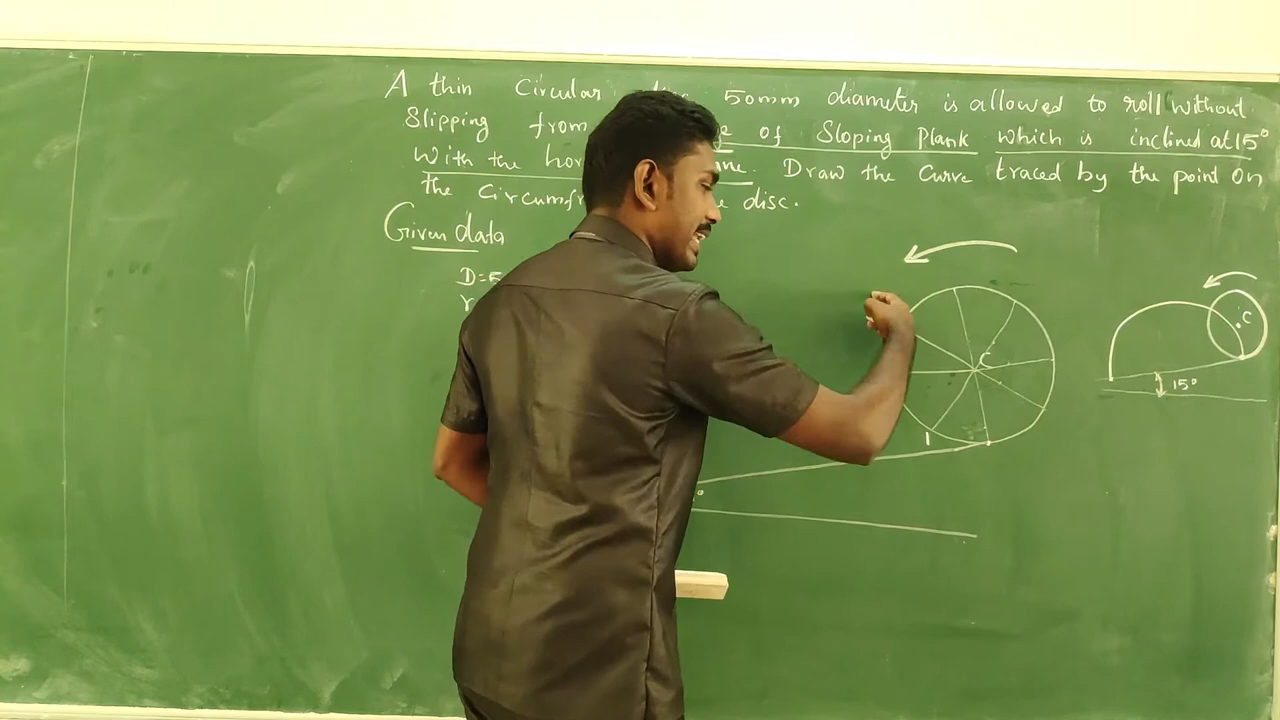 A thin Circular 50mm diameter is allowed to roll without
Slipping from of Sloping Plank which is inclined at 15°
With the Draw the Curve traced by the point On
the disc.
Given data
D=5
r
C
1
C
15°